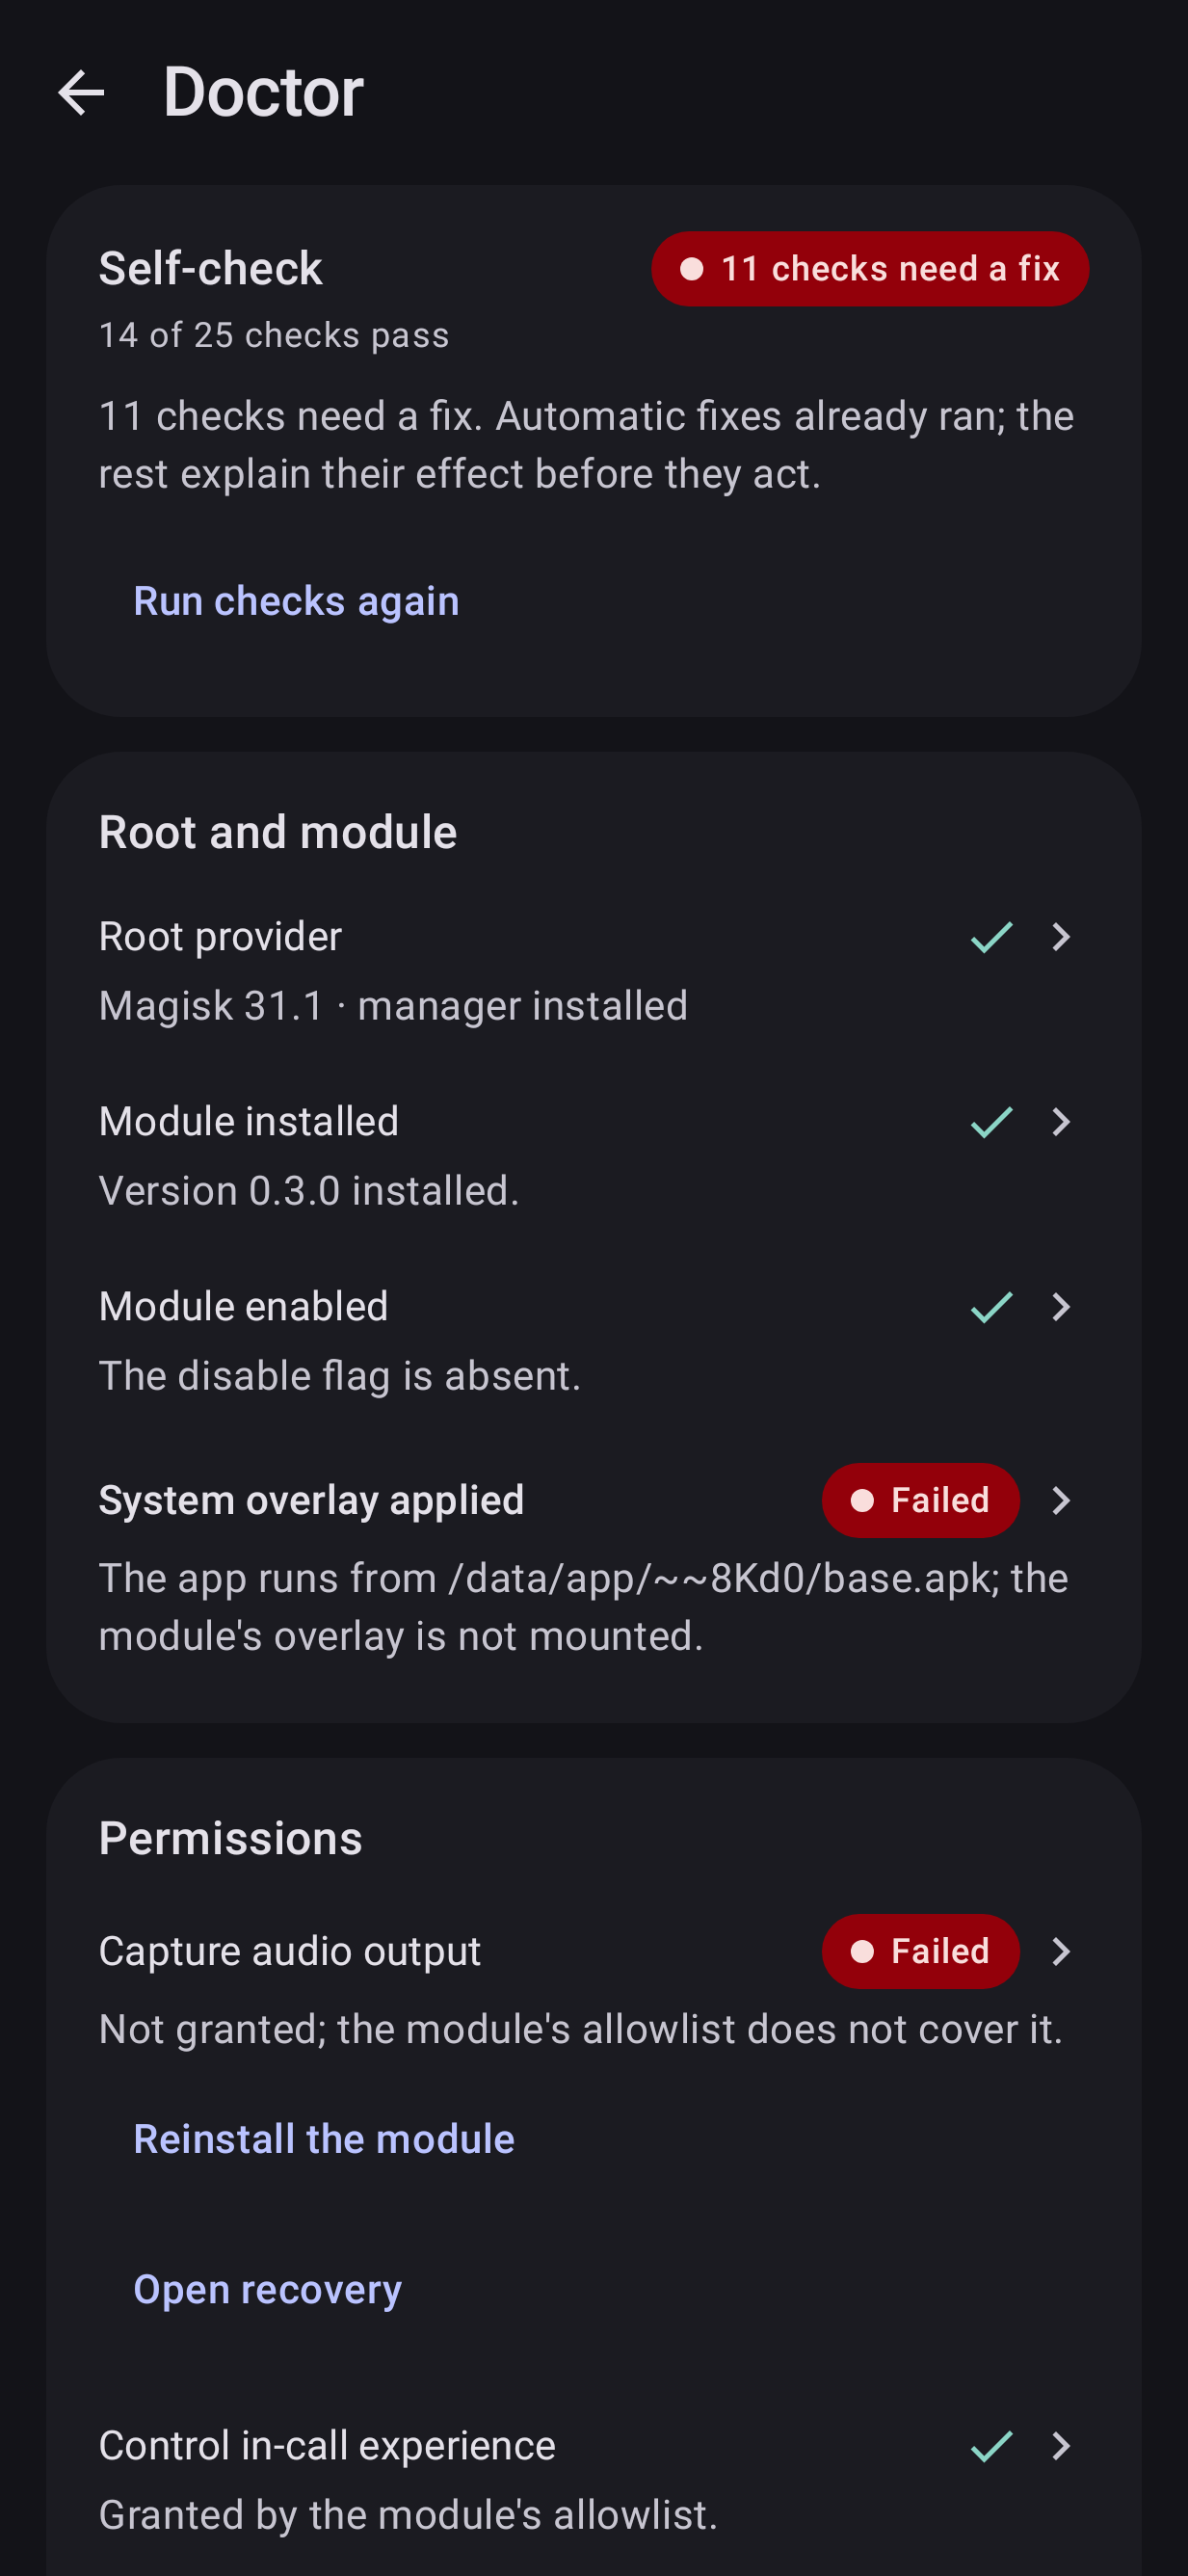 Doctor
Self-check
11 checks need a fix
14 of 25 checks pass
11 checks need a fix. Automatic fixes already ran; the
rest explain their effect before they act.
Run checks again
Root and module
Root provider
Magisk 31.1 · manager installed
Module installed
Version 0.3.0 installed.
Module enabled
The disable flag is absent.
System overlay applied
Failed
The app runs from /data/app/~~8Kd0/base.apk; the
module's overlay is not mounted.
Permissions
Capture audio output
Failed
Not granted; the module's allowlist does not cover it.
Reinstall the module
Open recovery
Control in-call experience
Granted by the module's allowlist.